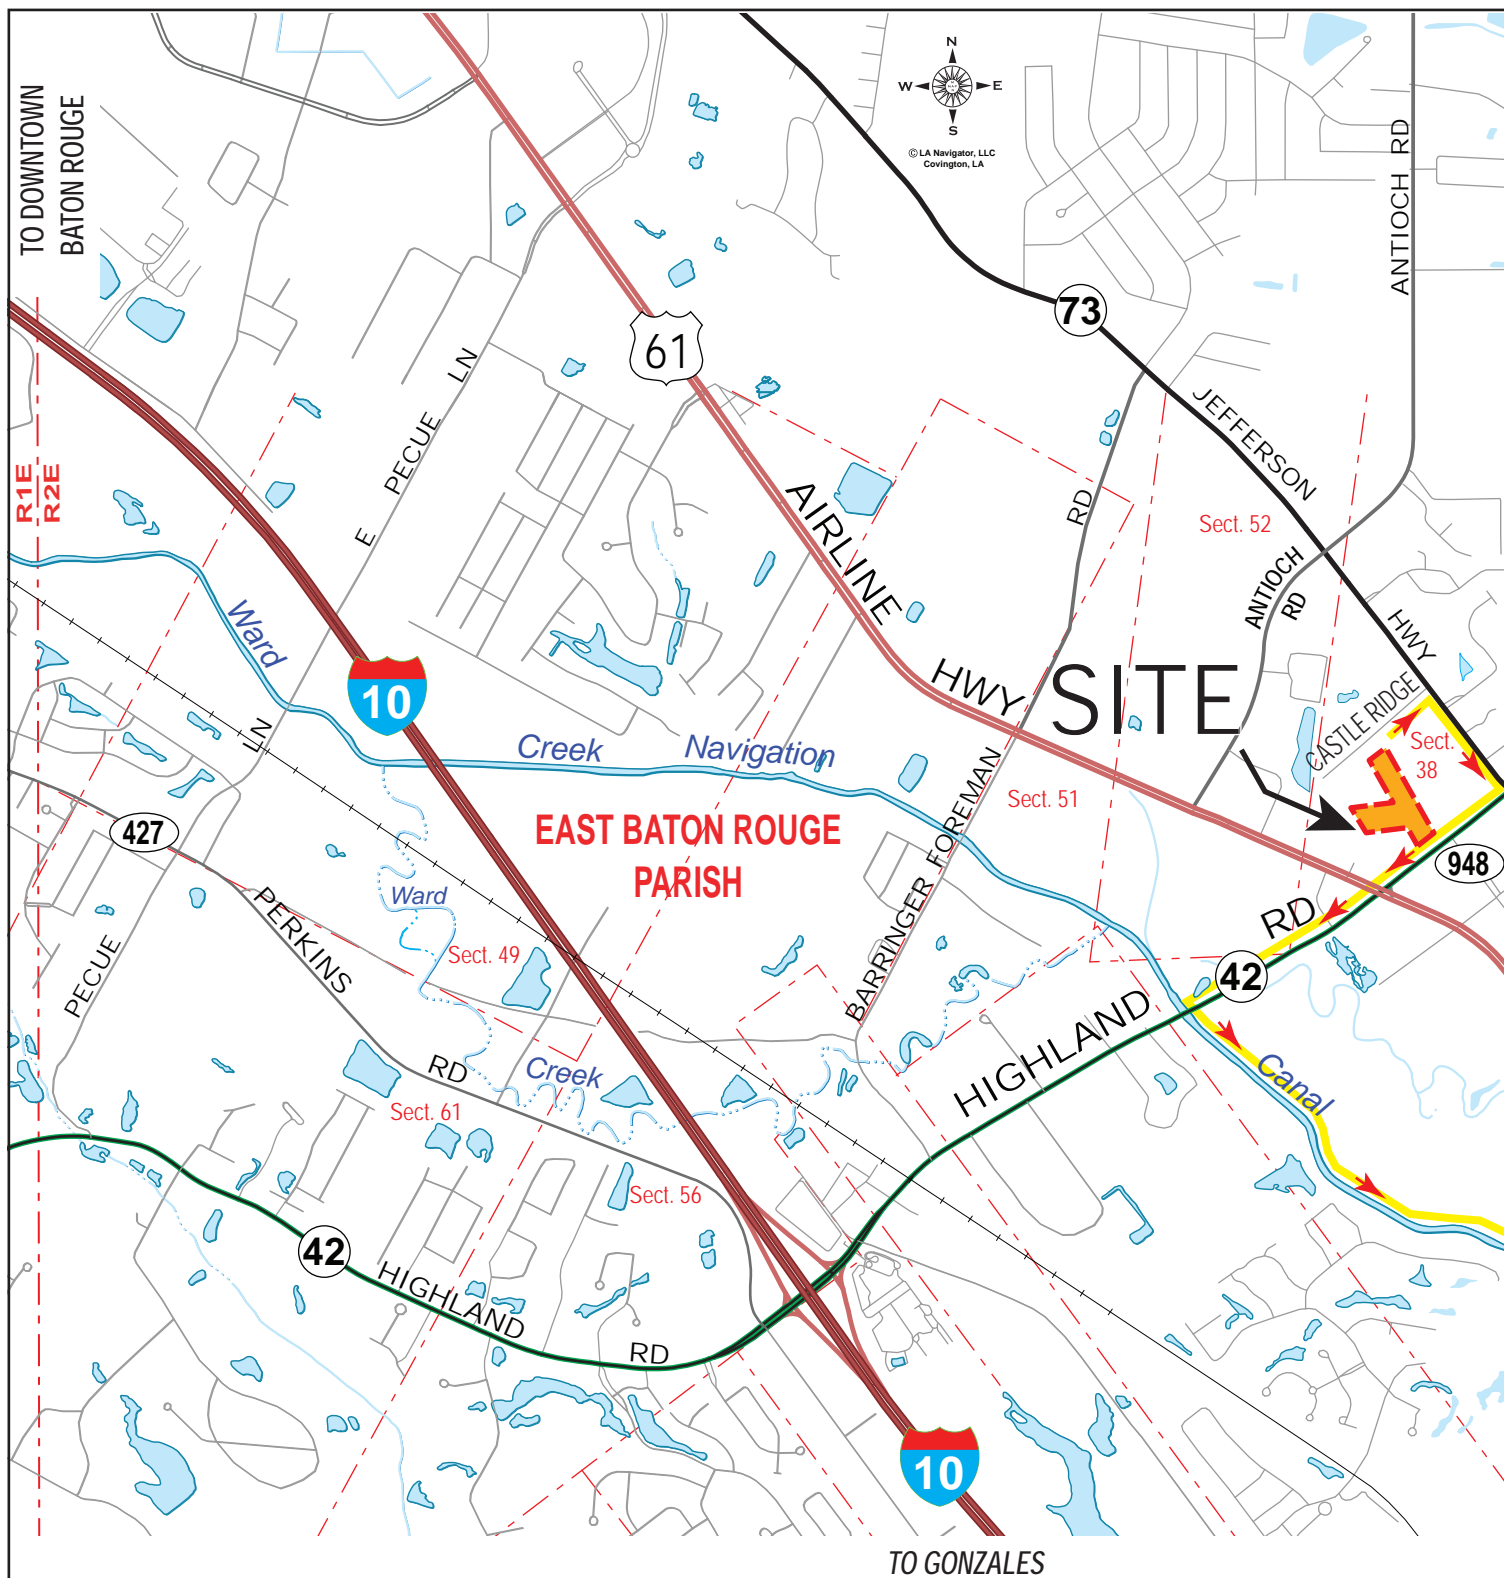 TO DOWNTOWN
BATON ROUGE
N
W
E
S
© LA Navigator, LLC
Covington, LA
ANTIOCH RD
73
61
JEFFERSON
HWY
E PECUE LN
R1E
R2E
AIRLINE
HWY
RD
Sect. 52
ANTIOCH
RD
Ward
10
LN
SITE
CASTLE RIDGE
Sect.
38
Creek
Navigation
Sect. 51
427
EAST BATON ROUGE
PARISH
BARRINGER FOREMAN
948
Ward
PERKINS
RD
Sect. 49
PECUE
RD
42
HIGHLAND
Creek
Canal
Sect. 61
Sect. 56
42
HIGHLAND
RD
10
TO GONZALES